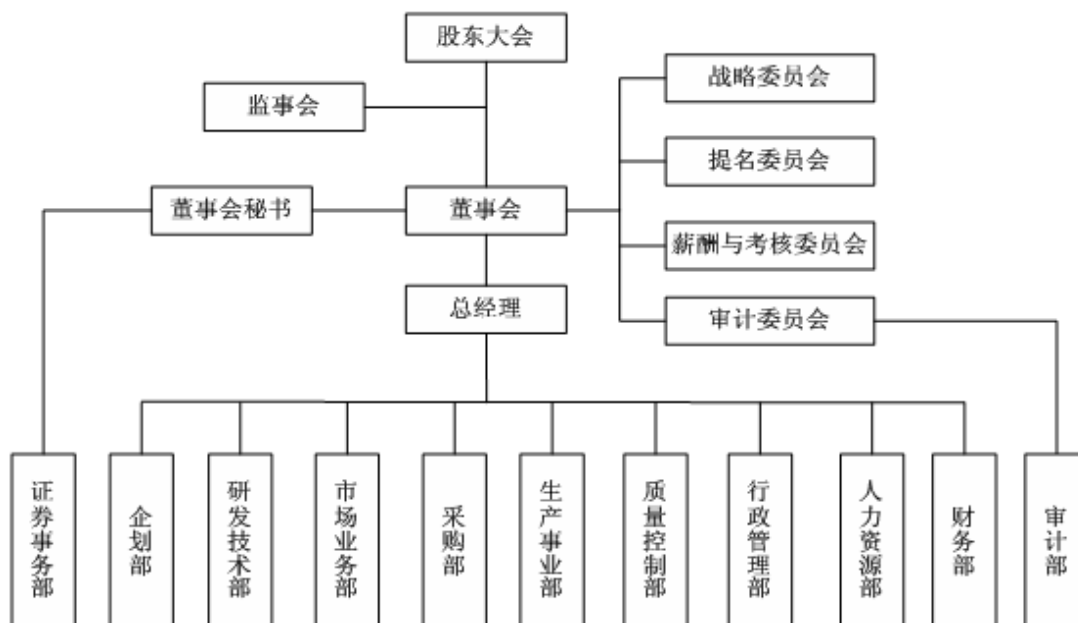 股东大会
战略委员会
监事会
提名委员会
董事会秘书
董事会
薪酬与考核委员会
总经理
审计委员会
证券事务部
企划部
研发技术部
市场业务部
采购部
生产事业部
质量控制部
行政管理部
人力资源部
财务部
审计部